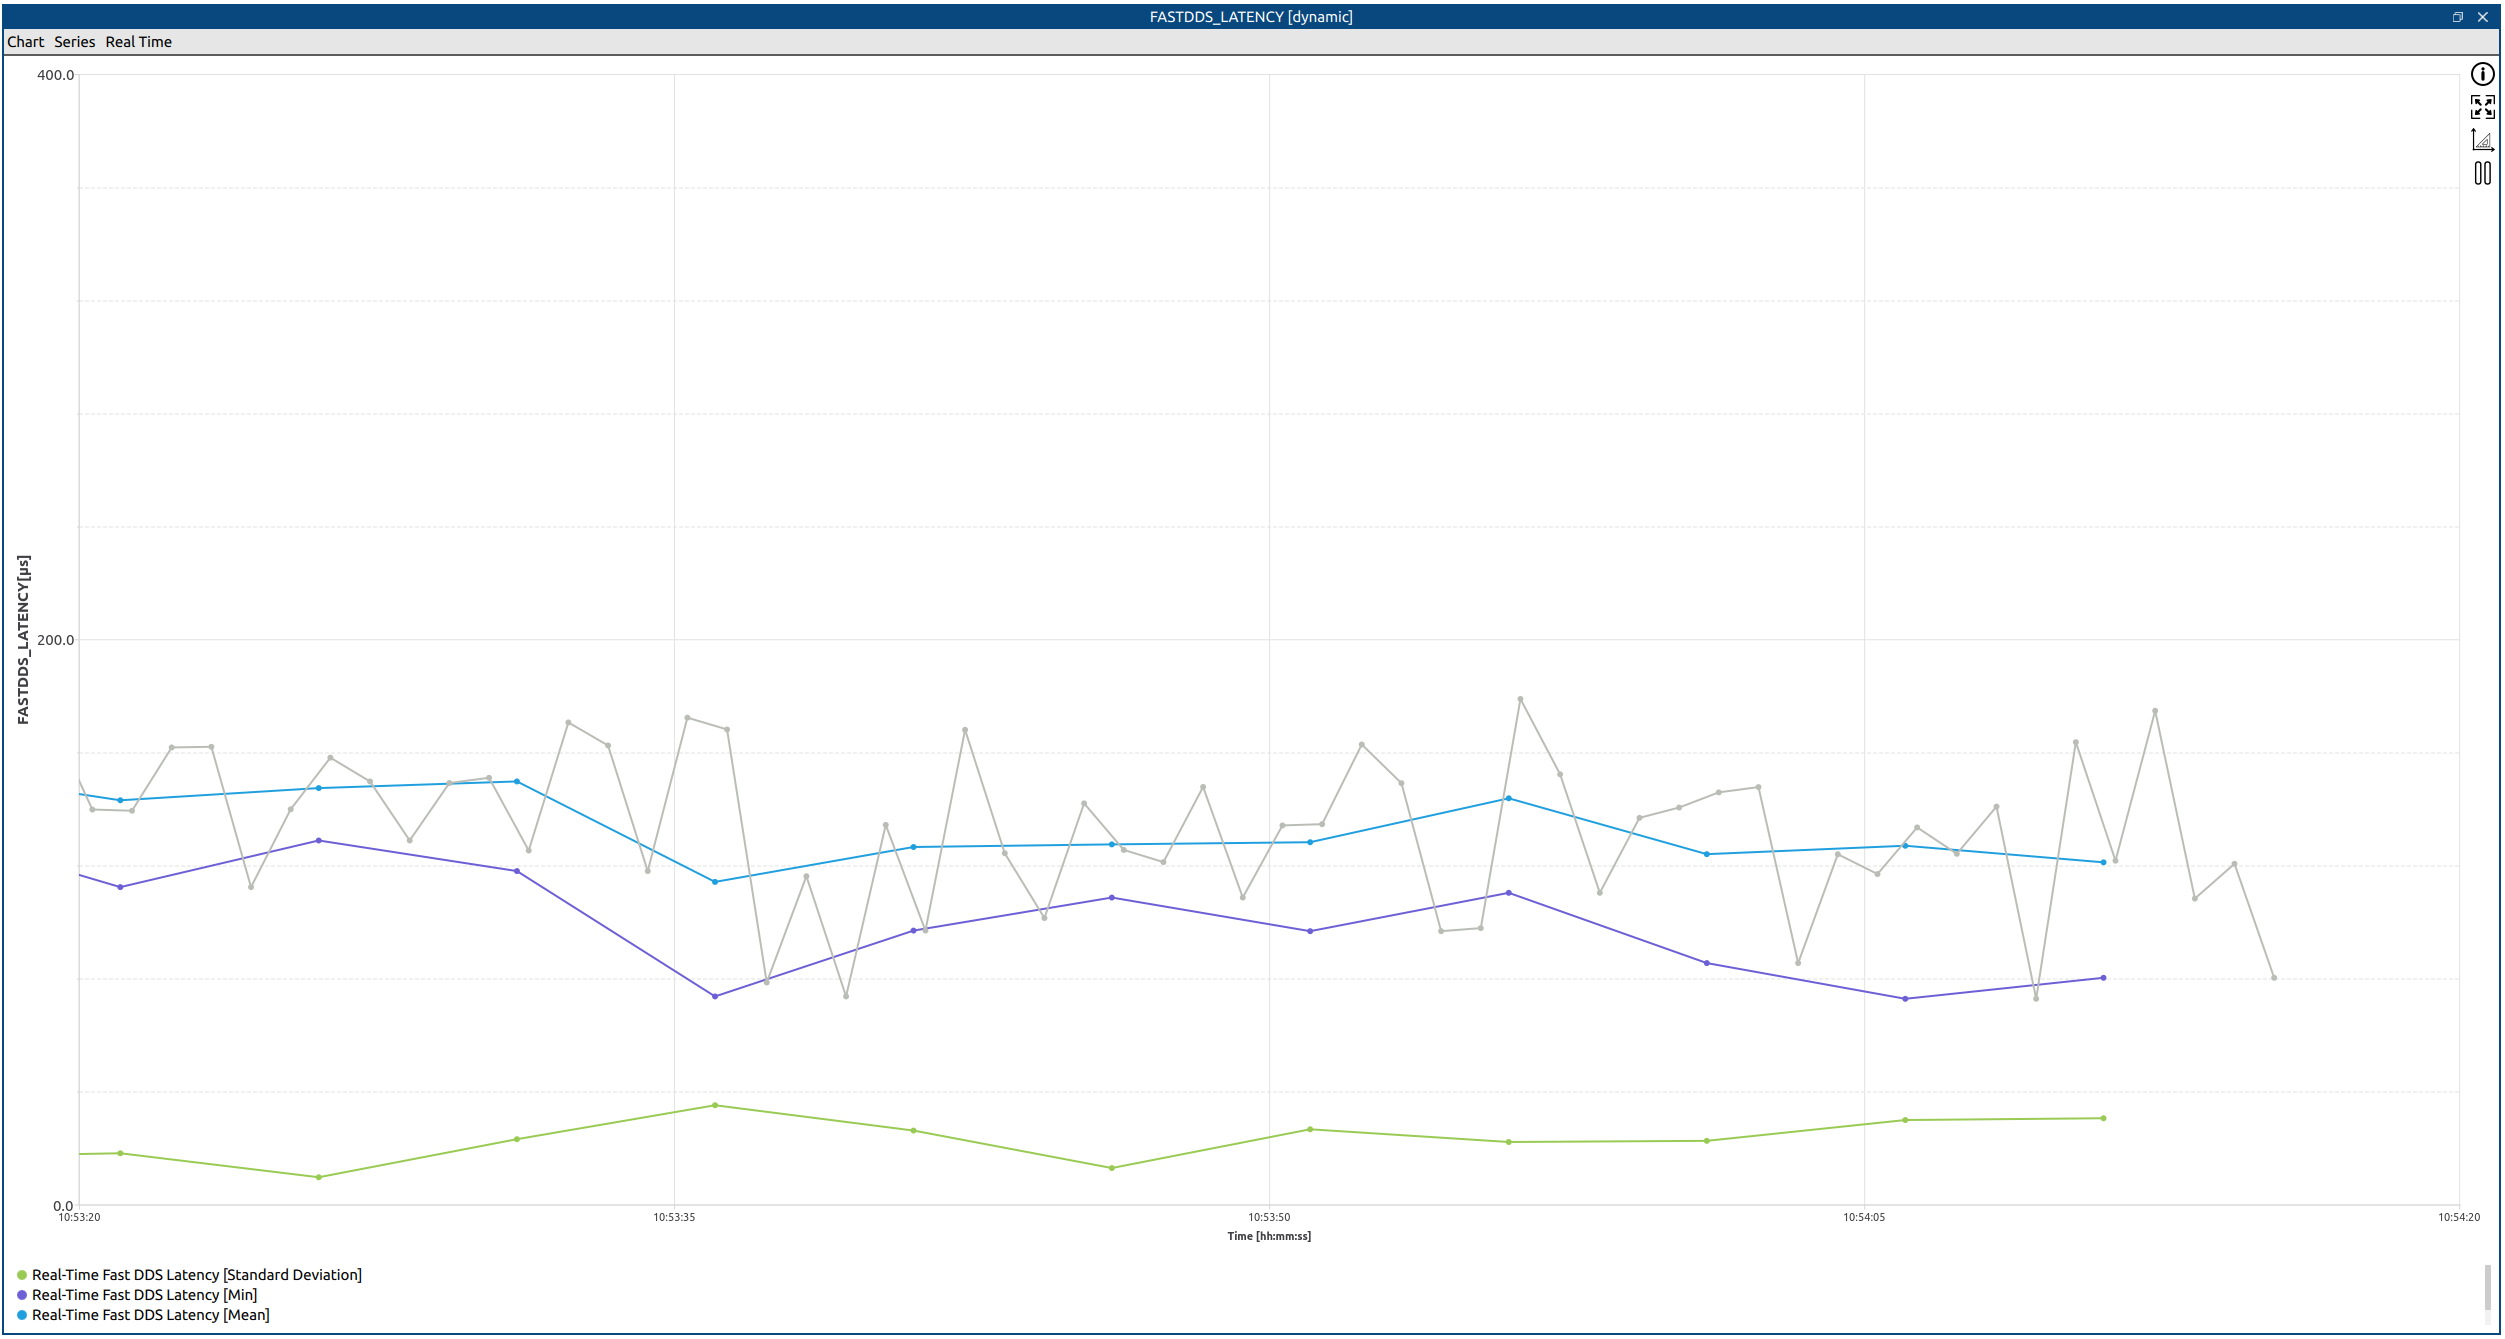 FASTDDS_LATENCY [dynamic]
Chart Series Real Time
400.0
200.0
0.0
FASTDDS_LATENCY[µs]
10:53:20 10:53:35 10:53:50 10:54:05 10:54:20
Time [hh:mm:ss]
Real-Time Fast DDS Latency [Standard Deviation]
Real-Time Fast DDS Latency [Min]
Real-Time Fast DDS Latency [Mean]